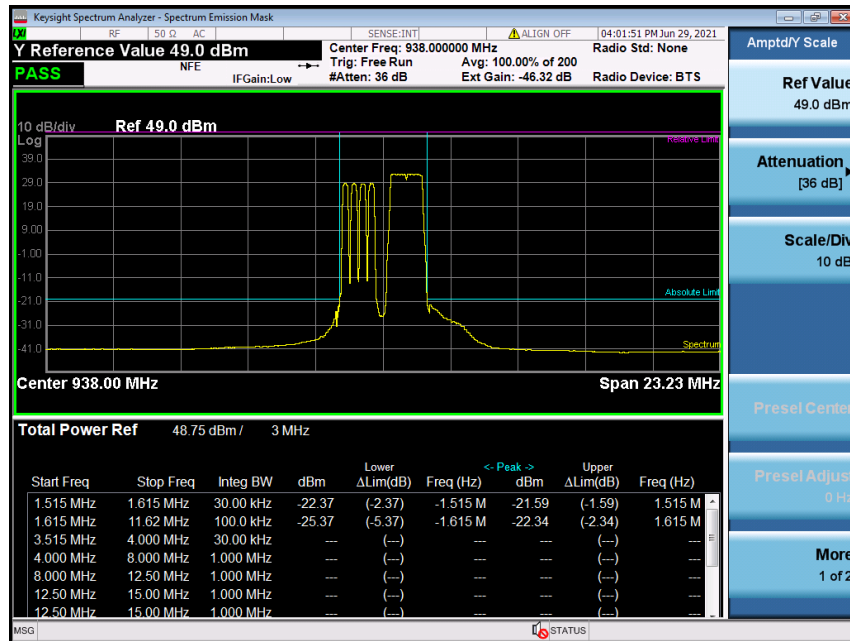 Keysight Spectrum Analyzer - Spectrum Emission Mask
LXI RF 50 Ω AC SENSE:INT ALIGN OFF 04:01:51 PM Jun 29, 2021
Y Reference Value 49.0 dBm
Center Freq: 938.000000 MHz Radio Std: None
PASS NFE IFGain:Low
Trig: Free Run Avg: 100.00% of 200
#Atten: 36 dB Ext Gain: -46.32 dB Radio Device: BTS
10 dB/div Ref 49.0 dBm
Log
Relative Limit
39.0
29.0
19.0
9.00
-1.00
-11.0
Absolute Limit
-21.0
-31.0
Spectrum
-41.0
Center 938.00 MHz Span 23.23 MHz
Total Power Ref 48.75 dBm / 3 MHz
Lower <- Peak -> Upper
Start Freq Stop Freq Integ BW dBm ΔLim(dB) Freq (Hz) dBm ΔLim(dB) Freq (Hz)
1.515 MHz 1.615 MHz 30.00 kHz -22.37 (-2.37) -1.515 M -21.59 (-1.59) 1.515 M
1.615 MHz 11.62 MHz 100.0 kHz -25.37 (-5.37) -1.615 M -22.34 (-2.34) 1.615 M
3.515 MHz 4.000 MHz 30.00 kHz --- (---) --- --- (---) ---
4.000 MHz 8.000 MHz 1.000 MHz --- (---) --- --- (---) ---
8.000 MHz 12.50 MHz 1.000 MHz --- (---) --- --- (---) ---
12.50 MHz 15.00 MHz 1.000 MHz --- (---) --- --- (---) ---
12.50 MHz 15.00 MHz 1.000 MHz --- (---) --- --- (---) ---
MSG STATUS
Amptd/Y Scale
Ref Value
49.0 dBm
Attenuation
[36 dB]
Scale/Div
10 dB
Presel Center
Presel Adjust
0 Hz
More
1 of 2